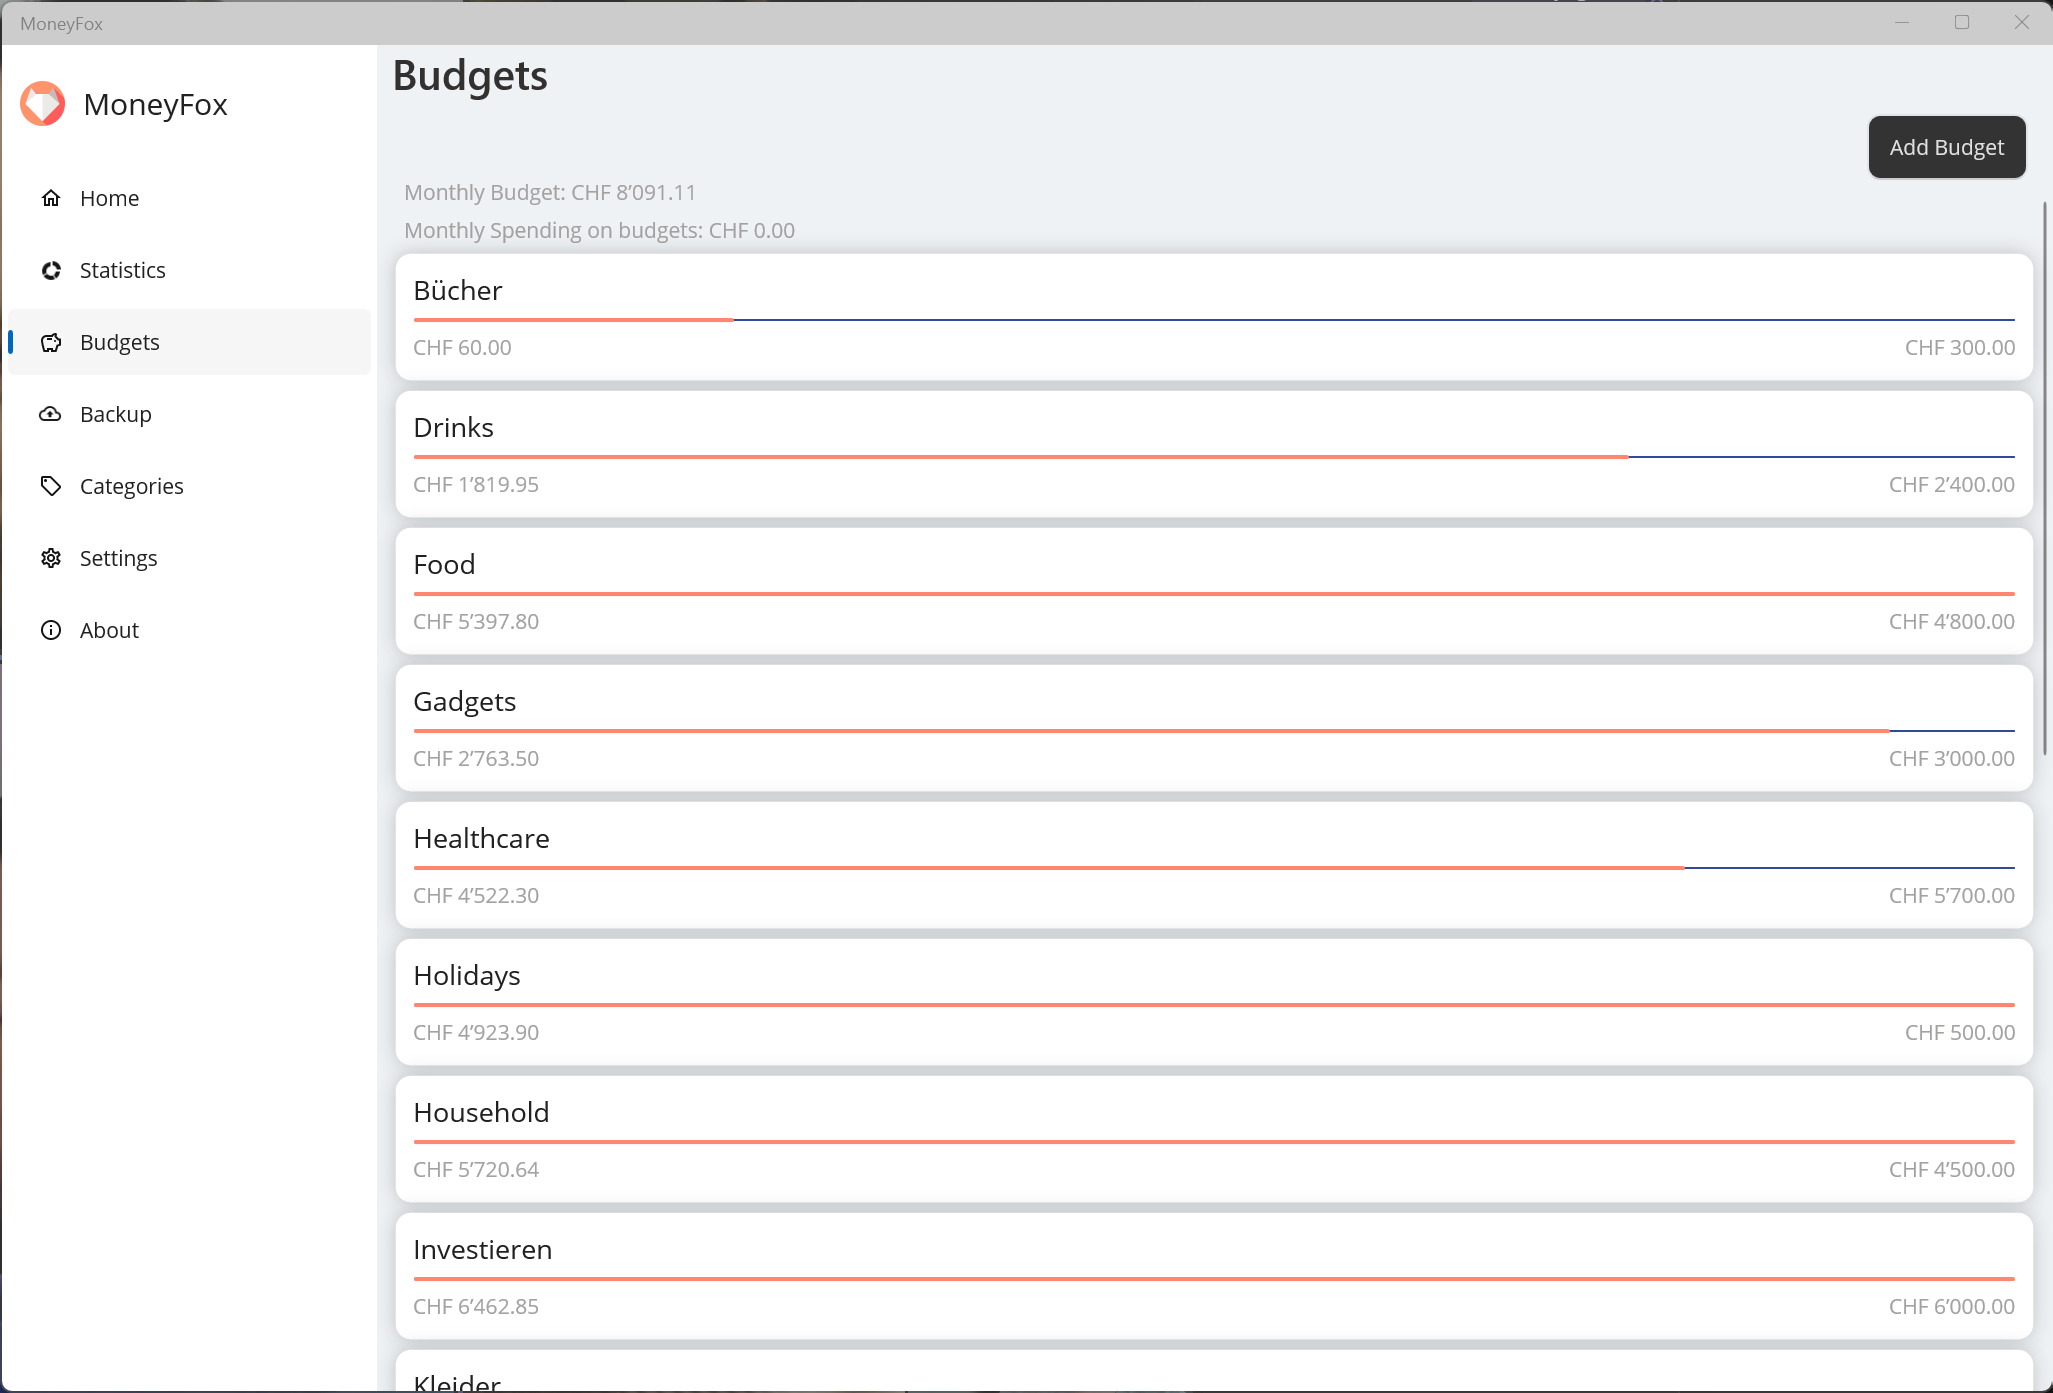 MoneyFox
MoneyFox
Home
Statistics
Budgets
Backup
Categories
Settings
About
Budgets
Add Budget
Monthly Budget: CHF 8’091.11
Monthly Spending on budgets: CHF 0.00
Bücher
CHF 60.00 CHF 300.00
Drinks
CHF 1’819.95 CHF 2’400.00
Food
CHF 5’397.80 CHF 4’800.00
Gadgets
CHF 2’763.50 CHF 3’000.00
Healthcare
CHF 4’522.30 CHF 5’700.00
Holidays
CHF 4’923.90 CHF 500.00
Household
CHF 5’720.64 CHF 4’500.00
Investieren
CHF 6’462.85 CHF 6’000.00
Kleider